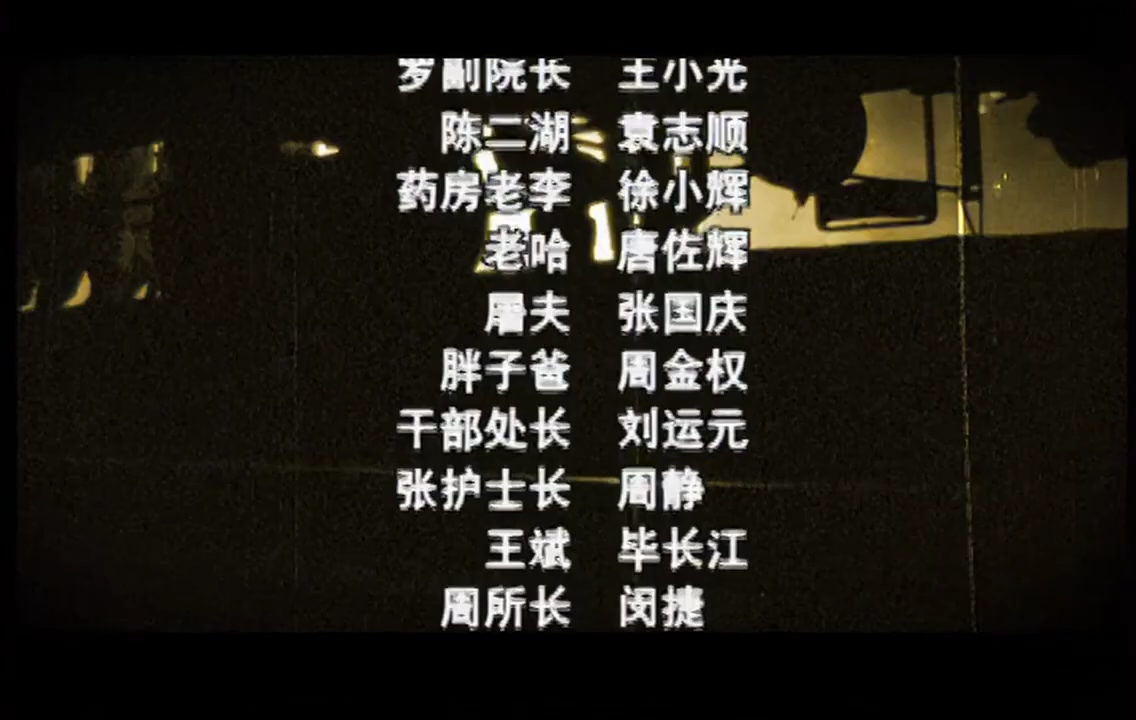 罗副院长 王小光
陈二湖 袁志顺
药房老李 徐小辉
老哈 唐佐辉
屠夫 张国庆
胖子爸 周金权
干部处长 刘运元
张护士长 周静
王斌 毕长江
周所长 闵捷